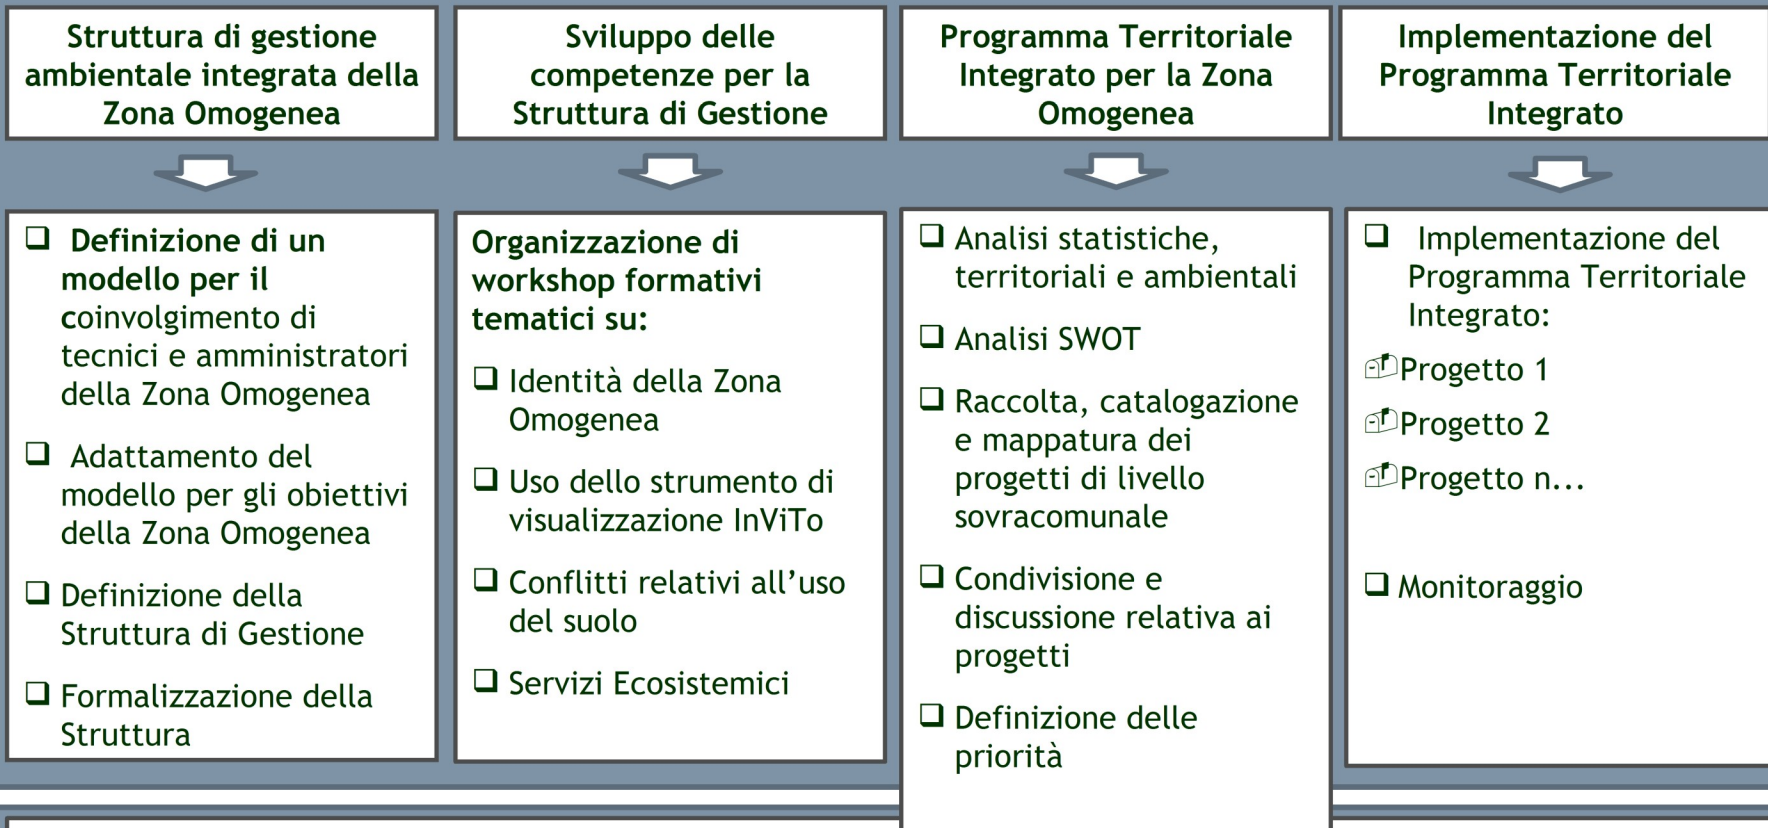 Struttura di gestione
ambientale integrata della
Zona Omogenea
Sviluppo delle
competenze per la
Struttura di Gestione
Programma Territoriale
Integrato per la Zona
Omogenea
Implementazione del
Programma Territoriale
Integrato
Definizione di un
modello per il
coinvolgimento di
tecnici e amministratori
della Zona Omogenea
Adattamento del
modello per gli obiettivi
della Zona Omogenea
Definizione della
Struttura di Gestione
Formalizzazione della
Struttura
Organizzazione di
workshop formativi
tematici su:
Identità della Zona
Omogenea
Uso dello strumento di
visualizzazione InViTo
Conflitti relativi all’uso
del suolo
Servizi Ecosistemici
Analisi statistiche,
territoriali e ambientali
Analisi SWOT
Raccolta, catalogazione
e mappatura dei
progetti di livello
sovracomunale
Condivisione e
discussione relativa ai
progetti
Definizione delle
priorità
Implementazione del
Programma Territoriale
Integrato:
Progetto 1
Progetto 2
Progetto n...
Monitoraggio